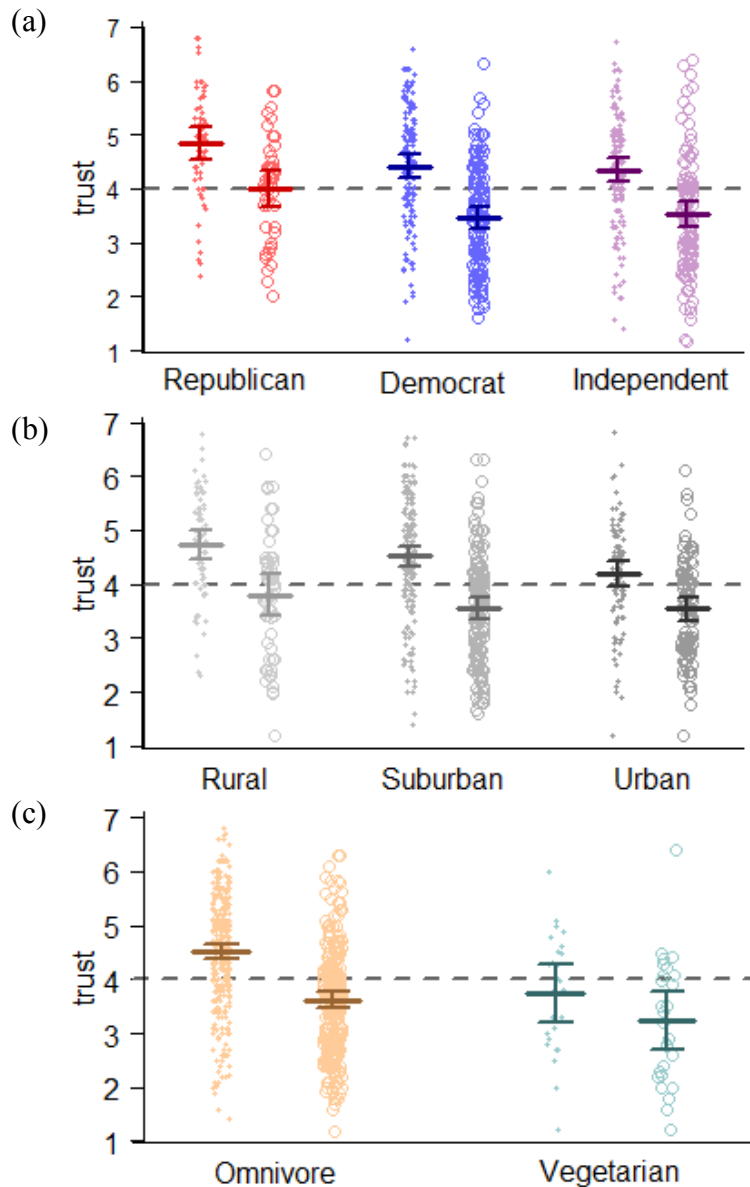 (a)
7
6
5
4
3
2
1
trust
Republican
Democrat
Independent
(b)
7
6
5
4
3
2
1
trust
Rural
Suburban
Urban
(c)
7
6
5
4
3
2
1
trust
Omnivore
Vegetarian